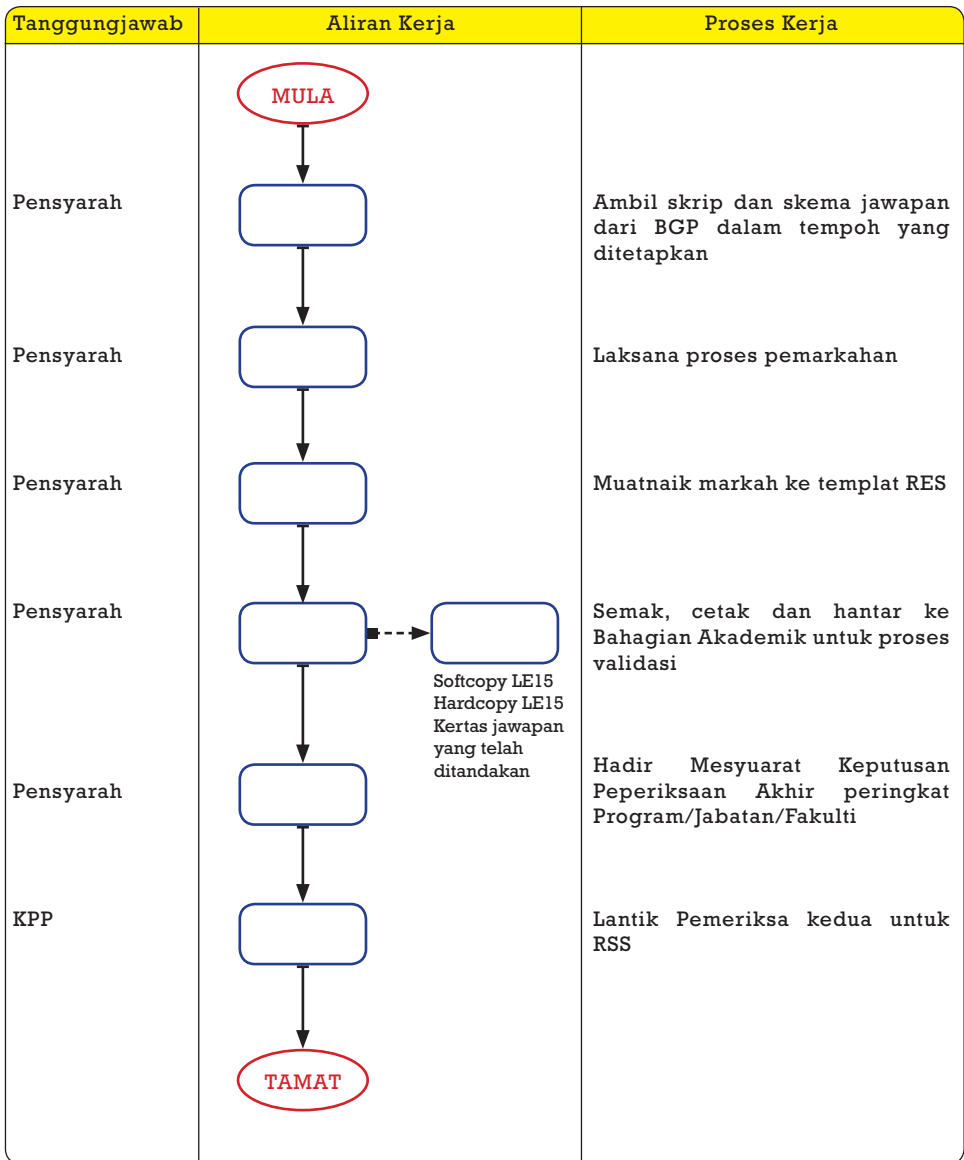 Tanggungjawab
Aliran Kerja
Proses Kerja
MULA
Pensyarah
Ambil skrip dan skema jawapan
dari BGP dalam tempoh yang
ditetapkan
Pensyarah
Laksana proses pemarkahan
Pensyarah
Muatnaik markah ke templat RES
Pensyarah
Semak, cetak dan hantar ke
Bahagian Akademik untuk proses
validasi
Softcopy LE15
Hardcopy LE15
Kertas jawapan
yang telah
ditandakan
Pensyarah
Hadir Mesyuarat Keputusan
Peperiksaan Akhir peringkat
Program/Jabatan/Fakulti
KPP
Lantik Pemeriksa kedua untuk
RSS
TAMAT